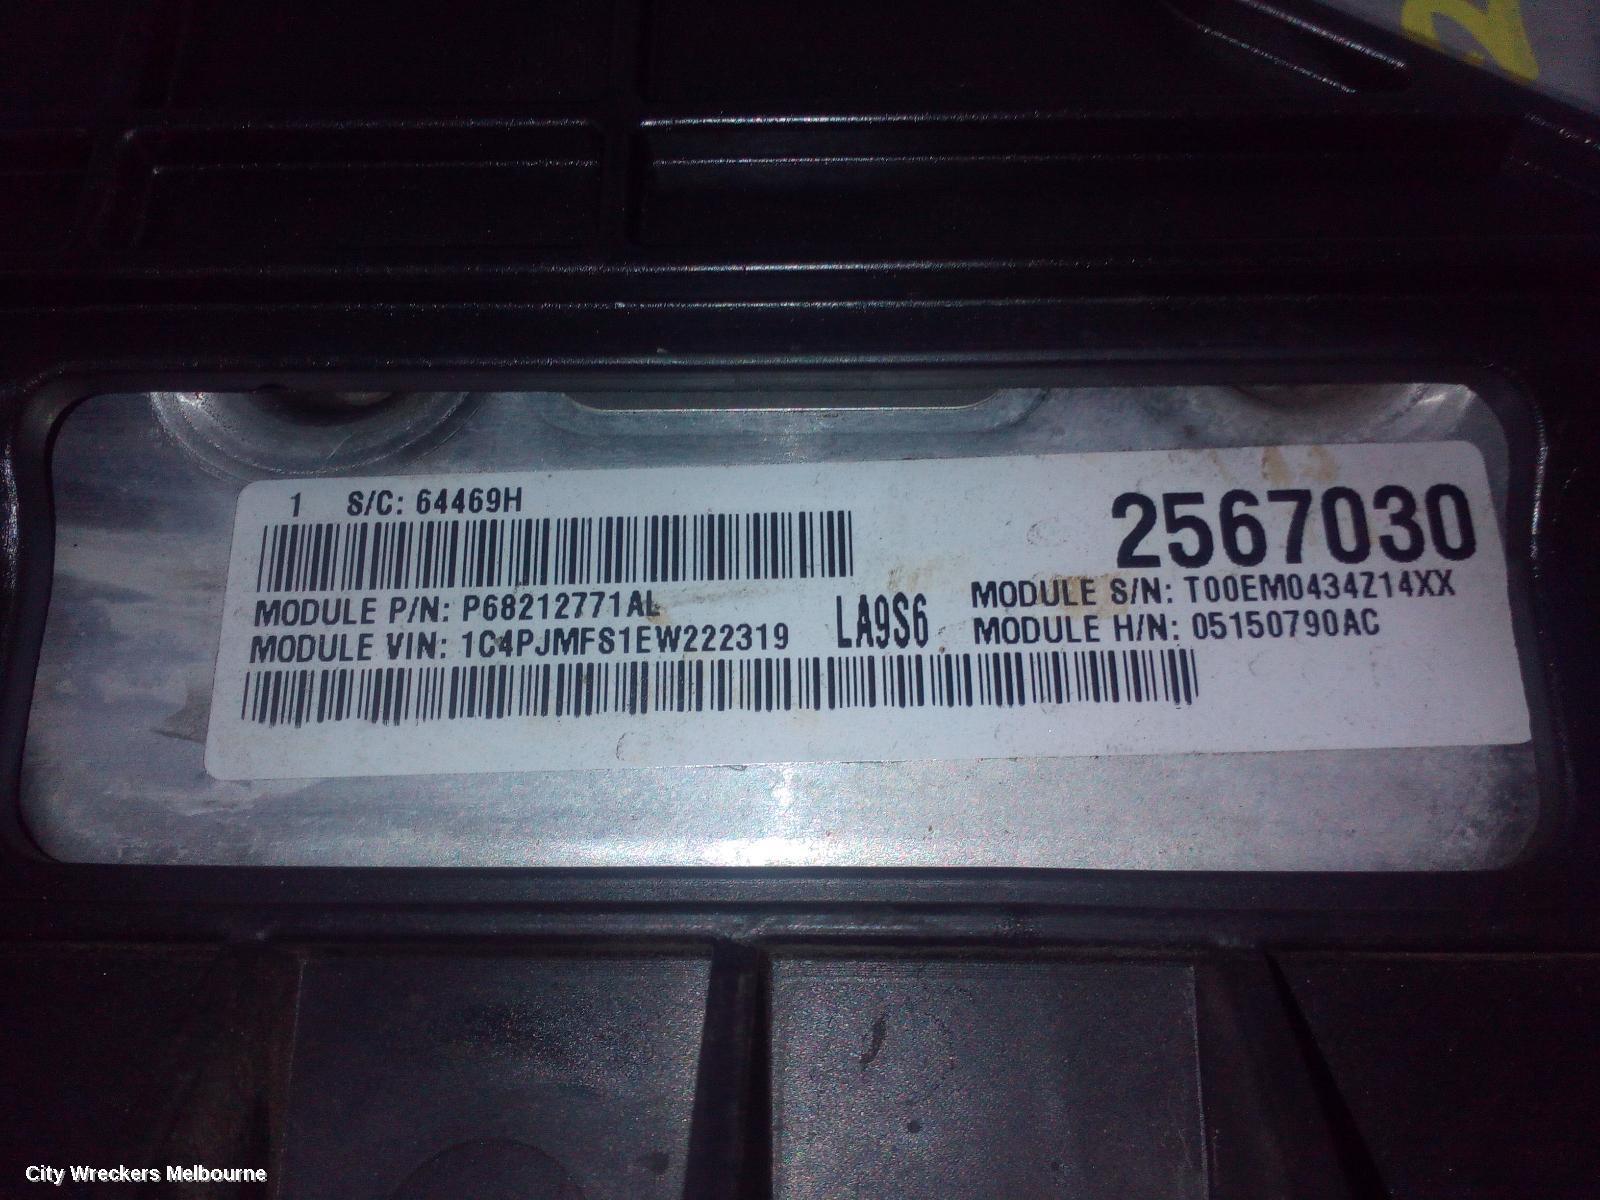 1 S/C: 64469H
2567030
MODULE P/N: P68212771AL
MODULE VIN: 1C4PJMFS1EW222319
LA9S6
MODULE S/N: T00EM0434Z14XX
MODULE H/N: 05150790AC
City Wreckers Melbourne